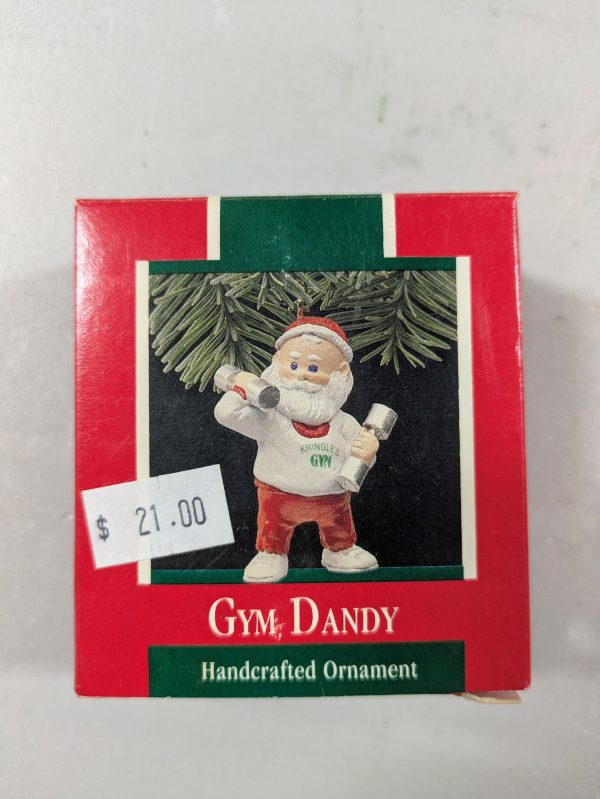 KRINGLE'S
GYM
$ 21.00
GYM DANDY
Handcrafted Ornament